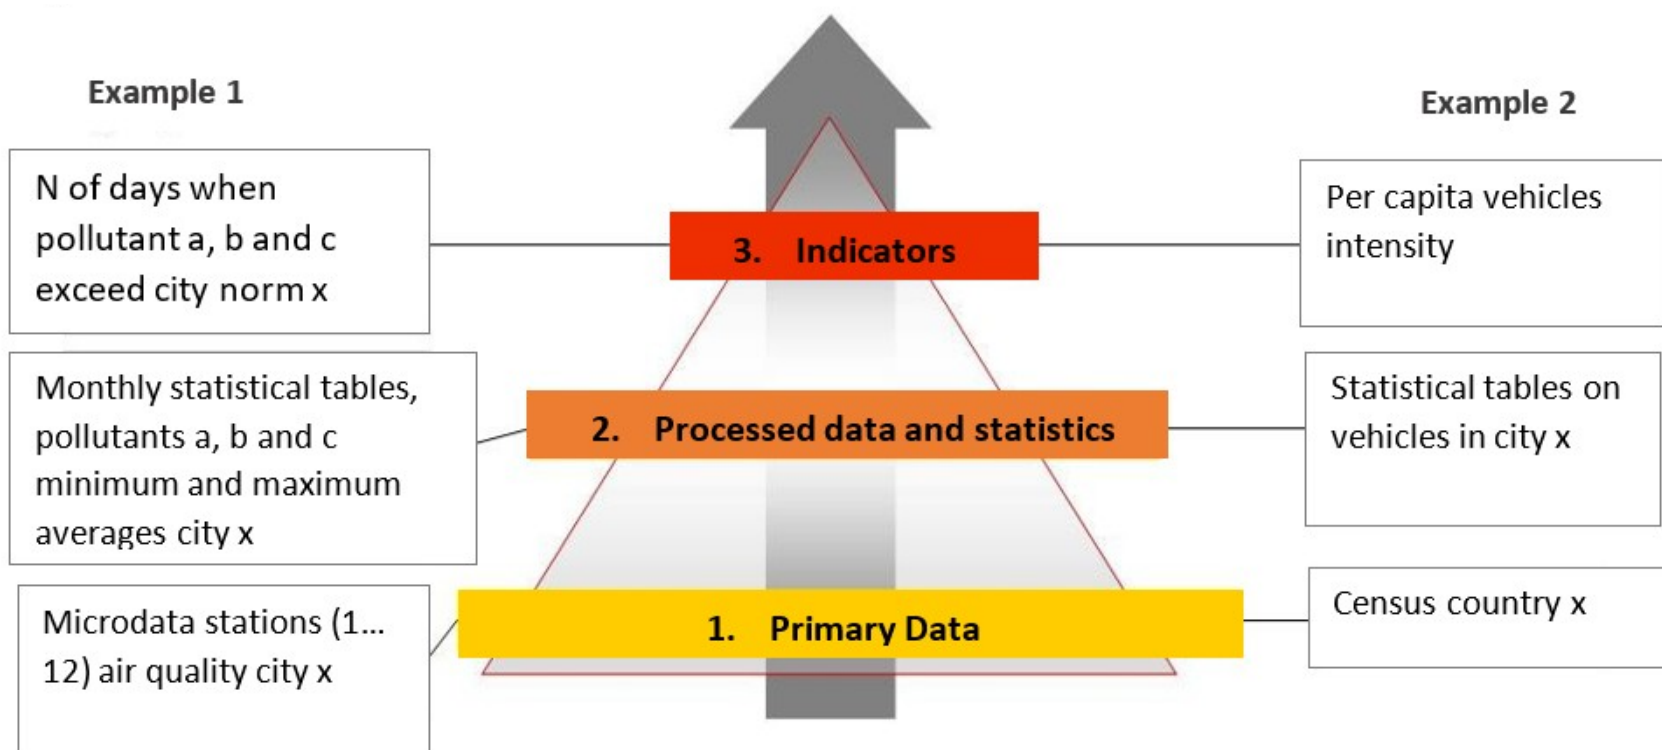 Example 1
Example 2
N of days when
pollutant a, b and c
exceed city norm x
3. Indicators
Per capita vehicles
intensity
Monthly statistical tables,
pollutants a, b and c
minimum and maximum
averages city x
2. Processed data and statistics
Statistical tables on
vehicles in city x
Microdata stations (1...
12) air quality city x
1. Primary Data
Census country x